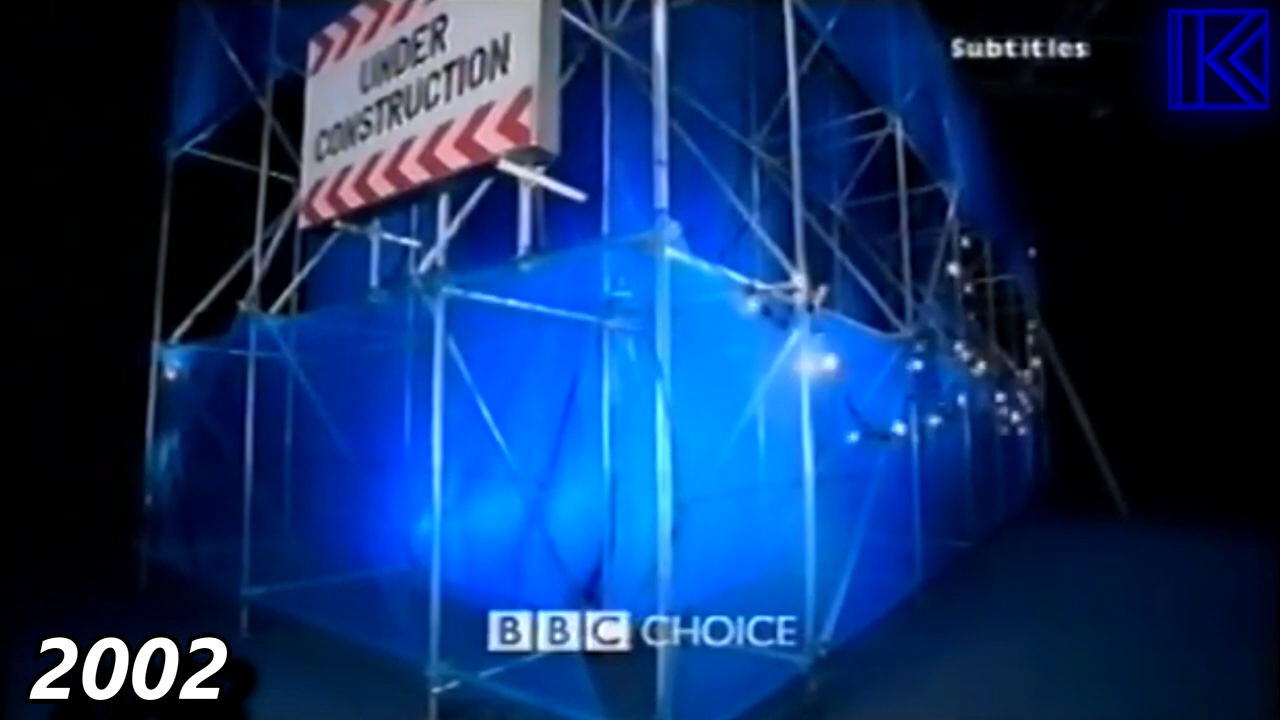 UNDER
CONSTRUCTION
Subtitles
K
BBC CHOICE
2002